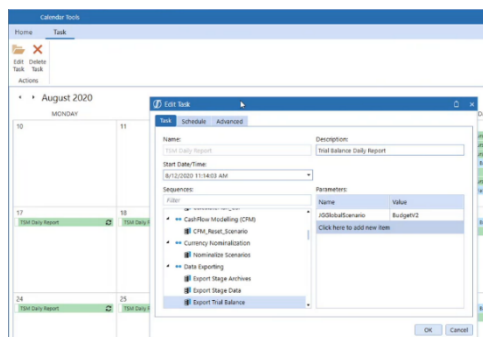 Calendar Tools
Home Task
Edit Task
Delete Task
Actions
August 2020
MONDAY
10
11
17
TSM Daily Report
18
TSM Daily Report
24
TSM Daily Report
25
TSM Daily Report
Edit Task
Task Schedule Advanced
Name:
TSM Daily Report
Description:
Trial Balance Daily Report
Start Date/Time:
8/12/2020 11:14:03 AM
Sequences:
Filter
CashFlow Modelling (CFM)
CFM_Reset_Scenario
Currency Nominalization
Nominalize Scenarios
Data Exporting
Export Stage Archives
Export Stage Data
Export Trial Balance
Parameters:
Name Value
JGGlobalScenario BudgetV2
Click here to add new item
OK Cancel